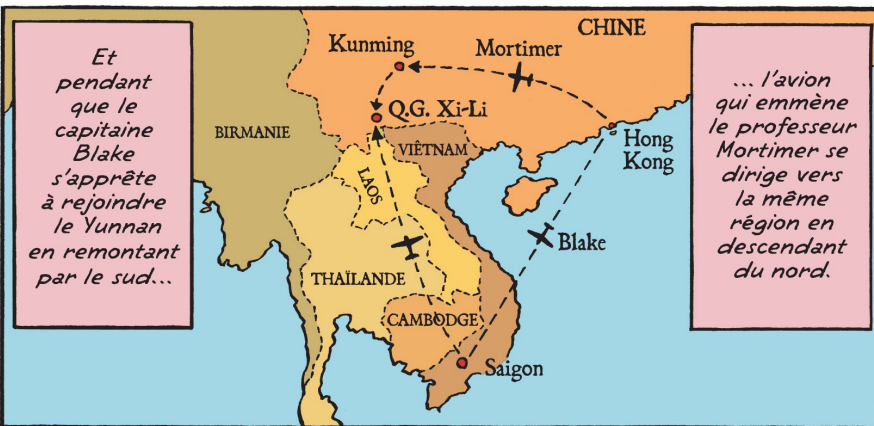 Et
pendant
que le
capitaine
Blake
s'apprête
à rejoindre
le Yunnan
en remontant
par le sud...
CHINE
Kunming
Mortimer
Q.G. Xi-Li
Hong
Kong
BIRMANIE
VIÊTNAM
LAOS
Blake
THAÏLANDE
CAMBODGE
Saigon
... l'avion
qui emmène
le professeur
Mortimer se
dirige vers
la même
région en
descendant
du nord.